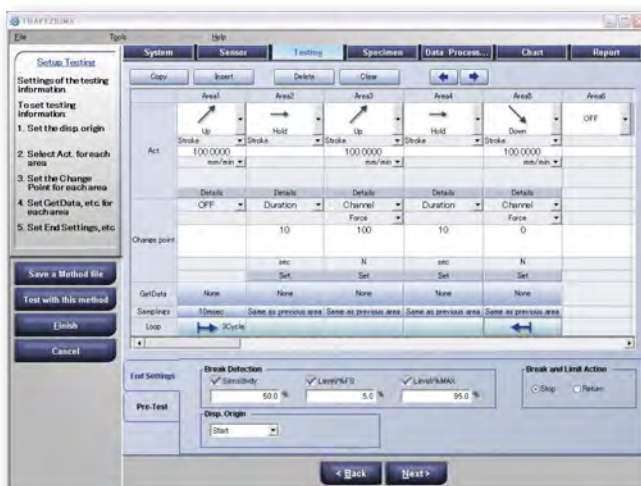 TRAPEZIUMX
File Tools Help
System Sensor Testing Specimen Data Process... Chart Report
Setup Testing
Settings of the testing
information
To set testing
information:
1. Set the disp. origin
2. Select Act. for each
area
3. Set the Change
Point for each area
4. Set GetData, etc. for
each area
5. Set End Settings, etc
Save a Method file
Test with this method
Finish
Cancel
Copy Insert Delete Clear
Area1 Area2 Area3 Area4 Area5 Area6
Act. Up Hold Up Hold Down OFF
Stroke Stroke Stroke Stroke Stroke
100.0000 100.0000 100.0000
mm/min mm/min mm/min
Details Details Details Details Details
Change point OFF Duration Channel Duration Channel
Force Force
10 100 10 0
sec N sec N
Set Set Set Set
GetData None None None None None
Samplines 10msec Same as previous area Same as previous area Same as previous area Same as previous area
Loop 3Cycle
End Settings
Pre-Test
Break Detection
Sensitivity Level/%FS Level/%MAX
50.0 % 5.0 % 95.0 %
Disp. Origin
Start
Break and Limit Action
Stop Return
< Back Next >